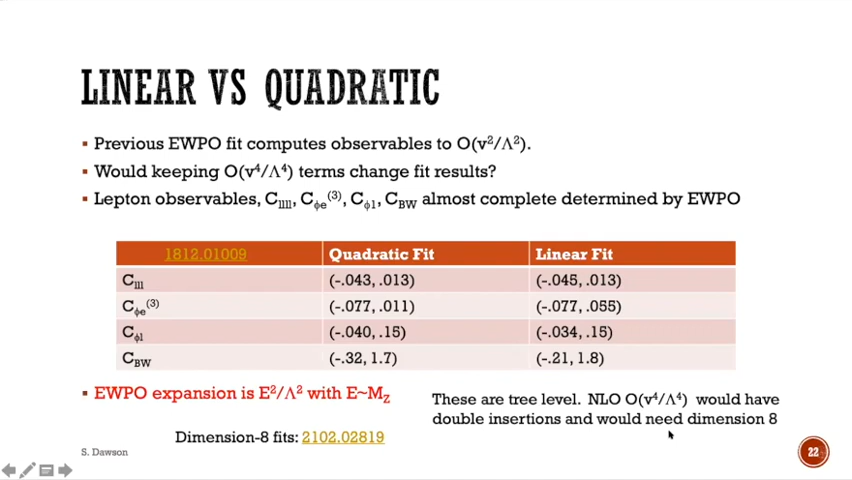 LINEAR VS QUADRATIC
▪ Previous EWPO fit computes observables to O(v²/Λ²).
▪ Would keeping O(v⁴/Λ⁴) terms change fit results?
▪ Lepton observables, C_llll, C_ϕe^(3), C_ϕl, C_BW almost complete determined by EWPO
1812.01009 Quadratic Fit Linear Fit
C_lll (-.043, .013) (-.045, .013)
C_ϕe^(3) (-.077, .011) (-.077, .055)
C_ϕl (-.040, .15) (-.034, .15)
C_BW (-.32, 1.7) (-.21, 1.8)
▪ EWPO expansion is E²/Λ² with E~M_Z
These are tree level. NLO O(v⁴/Λ⁴) would have
double insertions and would need dimension 8
Dimension-8 fits: 2102.02819
S. Dawson
22